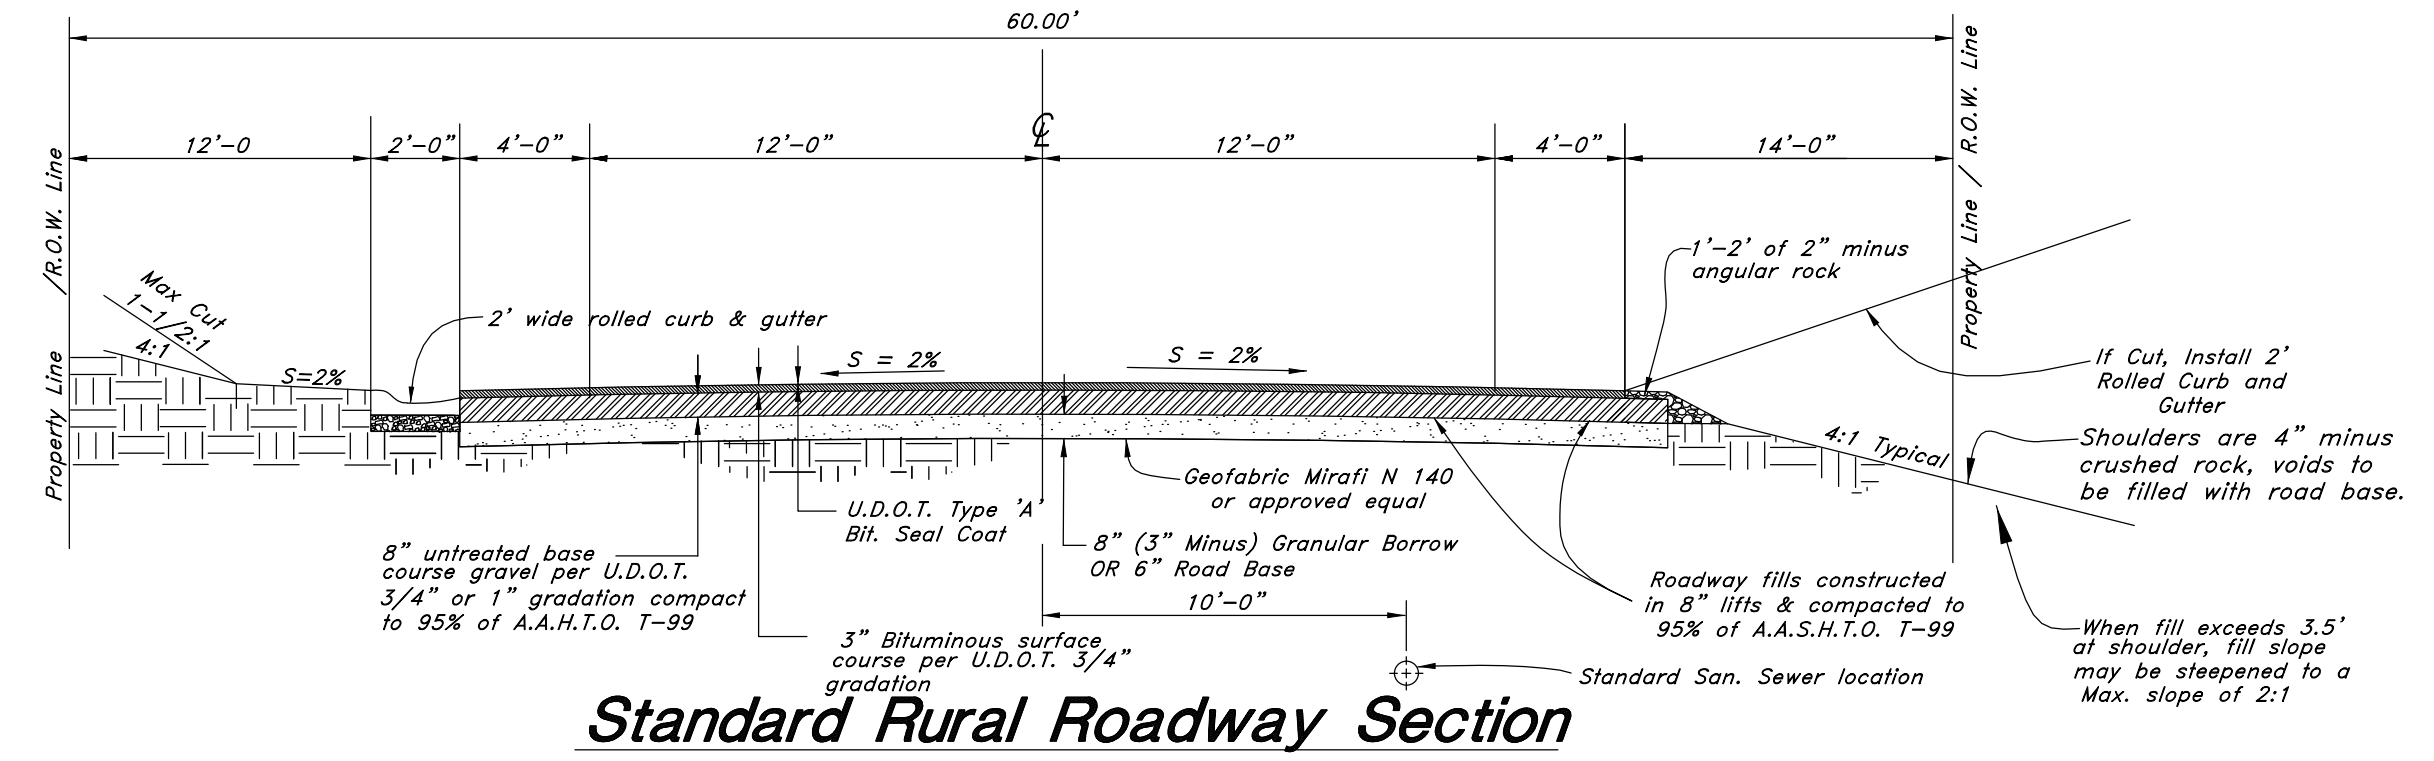 60.00'
℄
12'-0
2'-0"
4'-0"
12'-0"
12'-0"
4'-0"
14'-0"
Property Line /R.O.W. Line
Property Line / R.O.W. Line
Max Cut
1-1/2:1
4:1
S=2%
2' wide rolled curb & gutter
S = 2%
S = 2%
1'-2' of 2" minus
angular rock
If Cut, Install 2'
Rolled Curb and
Gutter
4:1 Typical
Shoulders are 4" minus
crushed rock, voids to
be filled with road base.
Geofabric Mirafi N 140
or approved equal
U.D.O.T. Type 'A'
Bit. Seal Coat
8" untreated base
course gravel per U.D.O.T.
3/4" or 1" gradation compact
to 95% of A.A.H.T.O. T-99
8" (3" Minus) Granular Borrow
OR 6" Road Base
10'-0"
Roadway fills constructed
in 8" lifts & compacted to
95% of A.A.S.H.T.O. T-99
When fill exceeds 3.5'
at shoulder, fill slope
may be steepened to a
Max. slope of 2:1
3" Bituminous surface
course per U.D.O.T. 3/4"
gradation
Standard San. Sewer location
Standard Rural Roadway Section